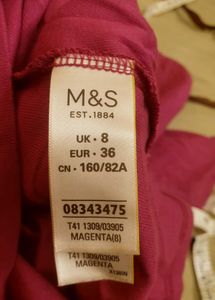 M&S
EST.1884
UK • 8
EUR • 36
CN • 160/82A
08343475
T41 1309/03905
MAGENTA(8)
T41 1309/03905
MAGENTA